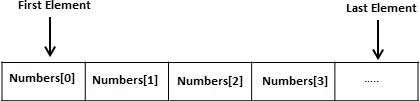 First Element Last Element
Numbers[0] Numbers[1] Numbers[2] Numbers[3] .....